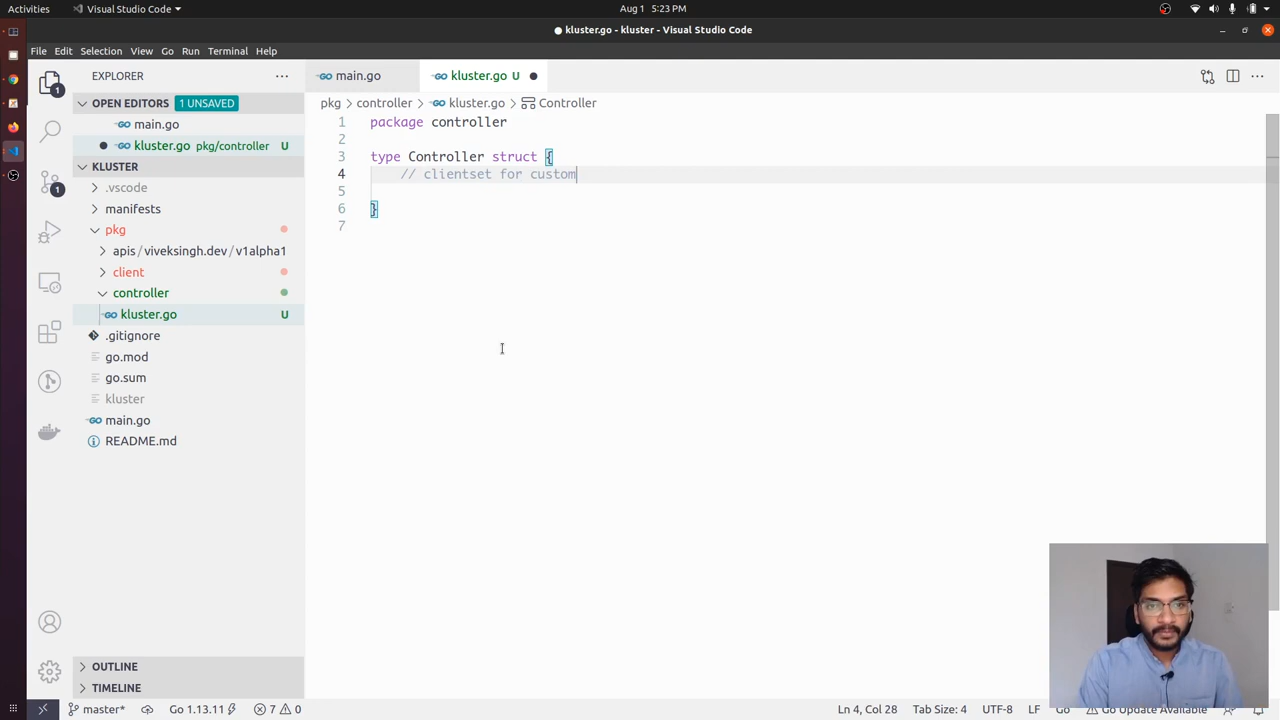 Activities
Visual Studio Code
Aug 1 5:23 PM
kluster.go - kluster - Visual Studio Code
File Edit Selection View Go Run Terminal Help
EXPLORER
OPEN EDITORS
1 UNSAVED
main.go
kluster.go pkg/controller U
KLUSTER
.vscode
manifests
pkg
apis / viveksingh.dev / v1alpha1
client
controller
kluster.go U
.gitignore
go.mod
go.sum
kluster
main.go
README.md
OUTLINE
TIMELINE
1
1
main.go
kluster.go U
pkg > controller > kluster.go > Controller
1 package controller
2
3 type Controller struct {
4 // clientset for custom
5
6 }
7
master*
Go 1.13.11
7 0
Ln 4, Col 28
Tab Size: 4
UTF-8
LF
Go
Go Update Available